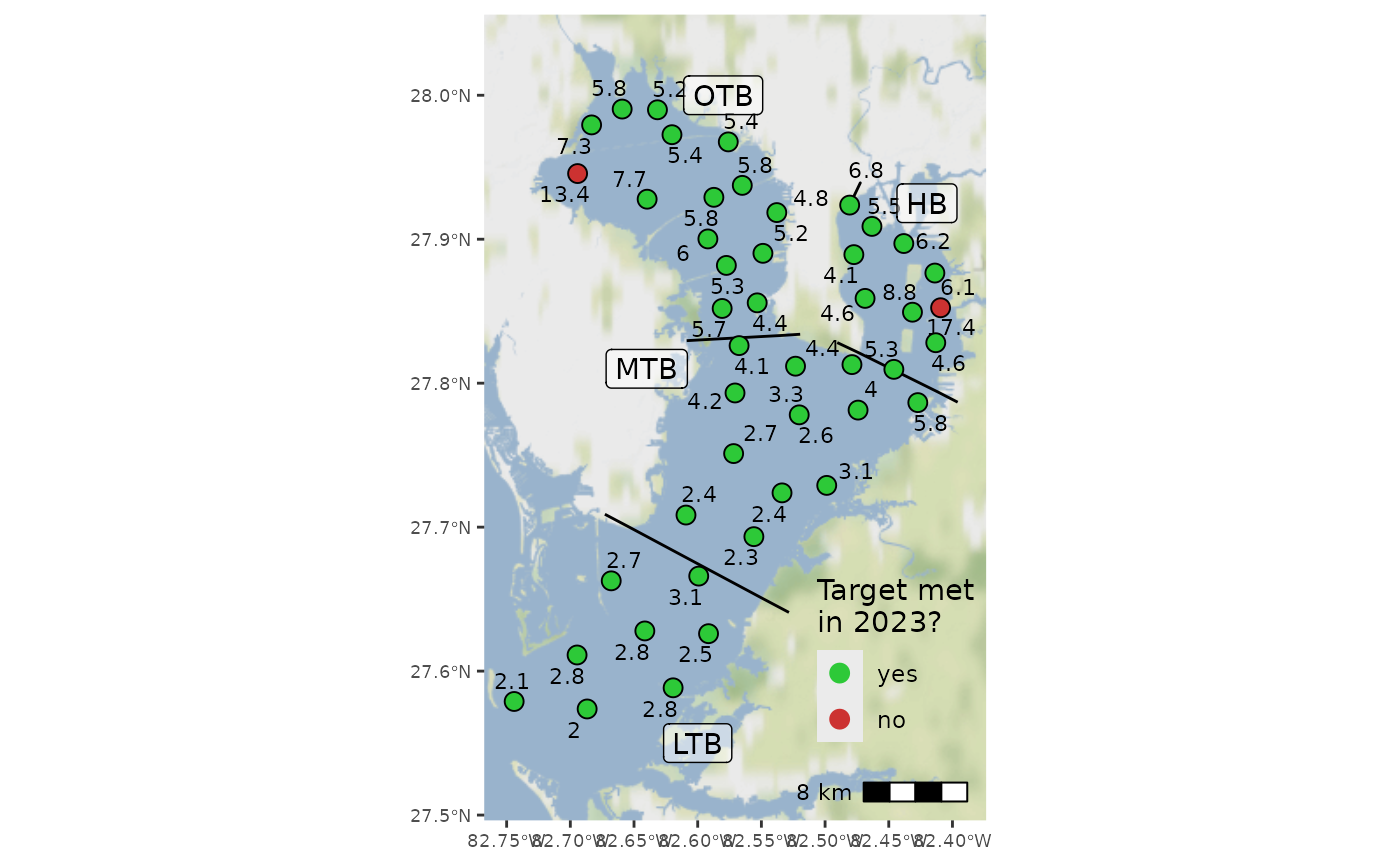 28.0°N
27.9°N
27.8°N
27.7°N
27.6°N
27.5°N
5.8
5.2
OTB
5.4
7.3
5.4
5.8
7.7
13.4
4.8
6.8
5.5
HB
5.8
5.2
6.2
6
4.1
5.3
8.8
6.1
4.6
17.4
5.7
4.4
4.4
5.3
4.6
MTB
4.1
4.2
3.3
4
2.7
2.6
5.8
3.1
2.4
2.4
2.3
2.7
3.1
2.8
2.5
2.8
2.1
2.8
2
LTB
Target met
in 2023?
yes
no
8 km
82.75°W
82.70°W
82.65°W
82.60°W
82.55°W
82.50°W
82.45°W
82.40°W